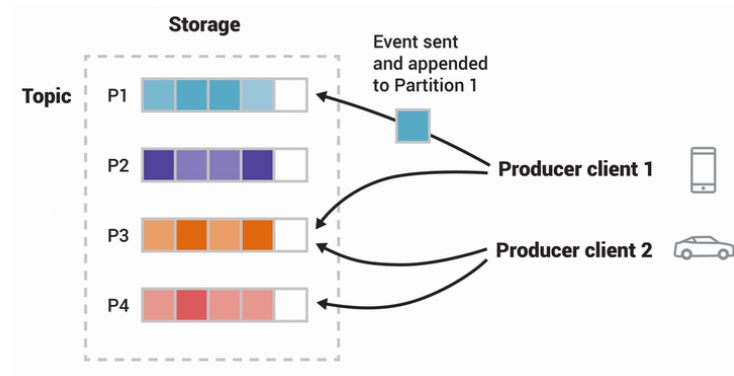 Storage
Event sent
and appended
to Partition 1
Topic
P1
P2
Producer client 1
P3
Producer client 2
P4